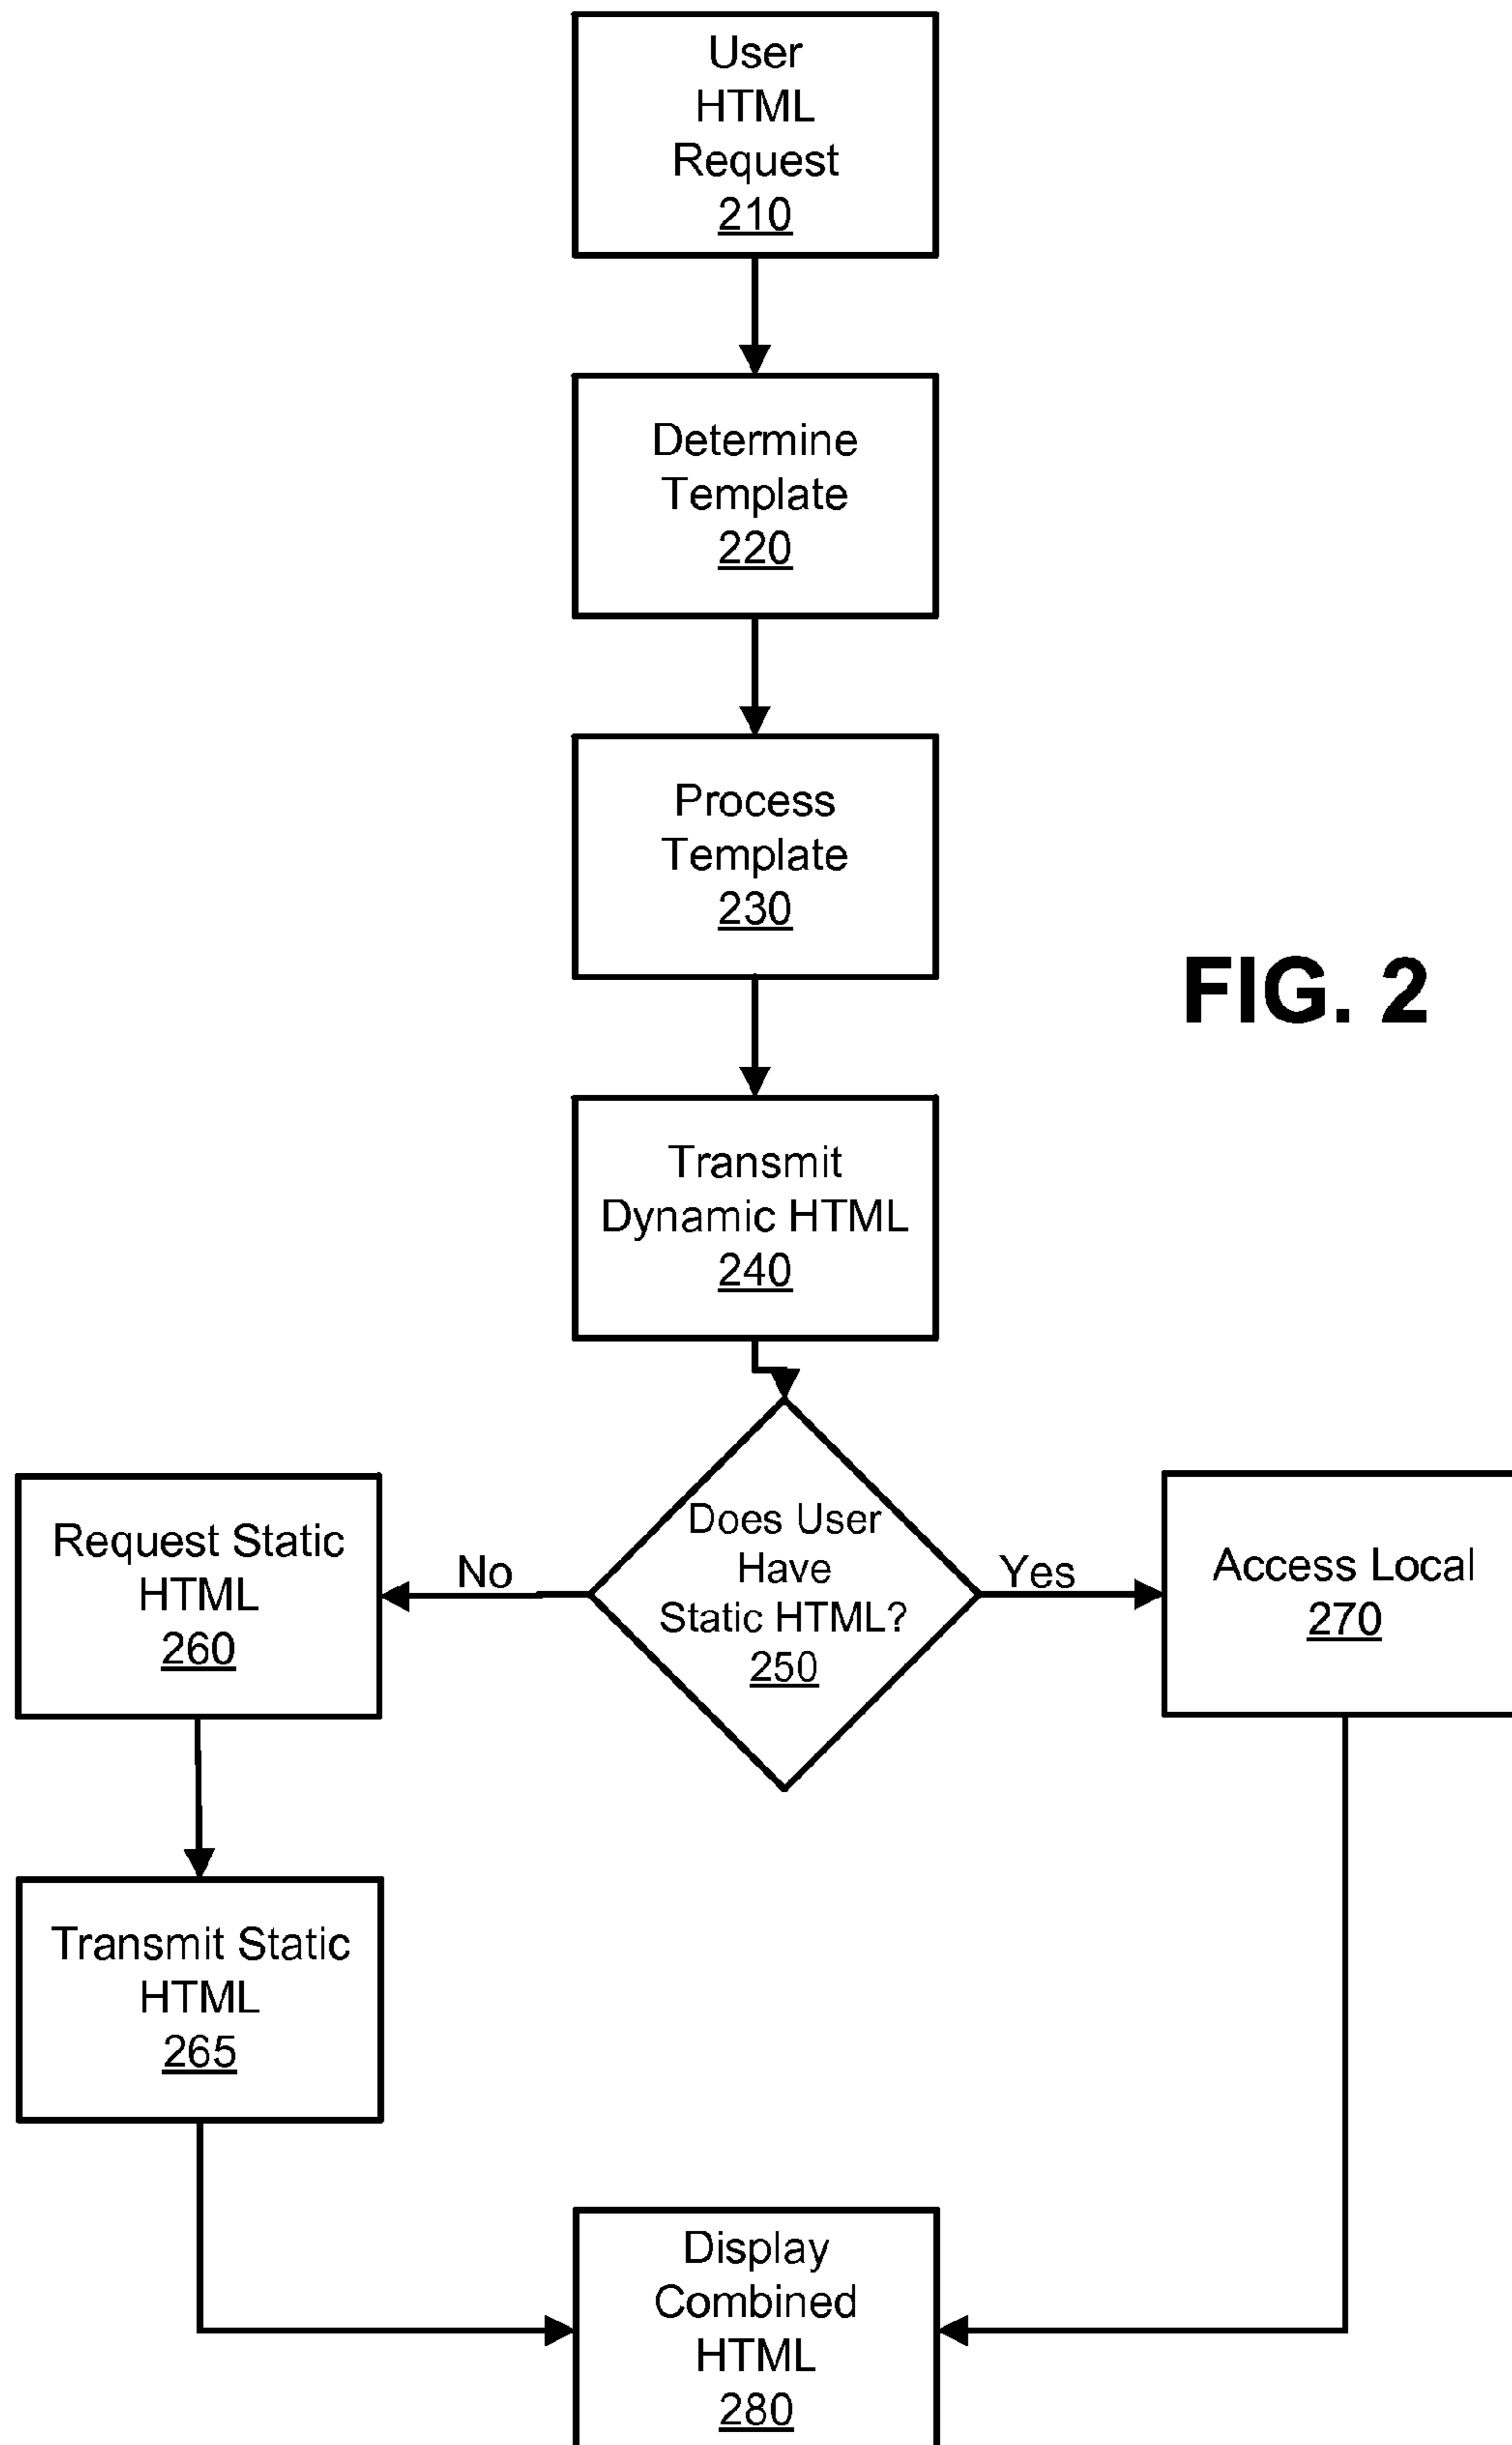 User
HTML
Request
210
Determine
Template
220
Process
Template
230
FIG. 2
Transmit
Dynamic HTML
240
Does User
Have
Static HTML?
250
No
Yes
Request Static
HTML
260
Access Local
270
Transmit Static
HTML
265
Display
Combined
HTML
280